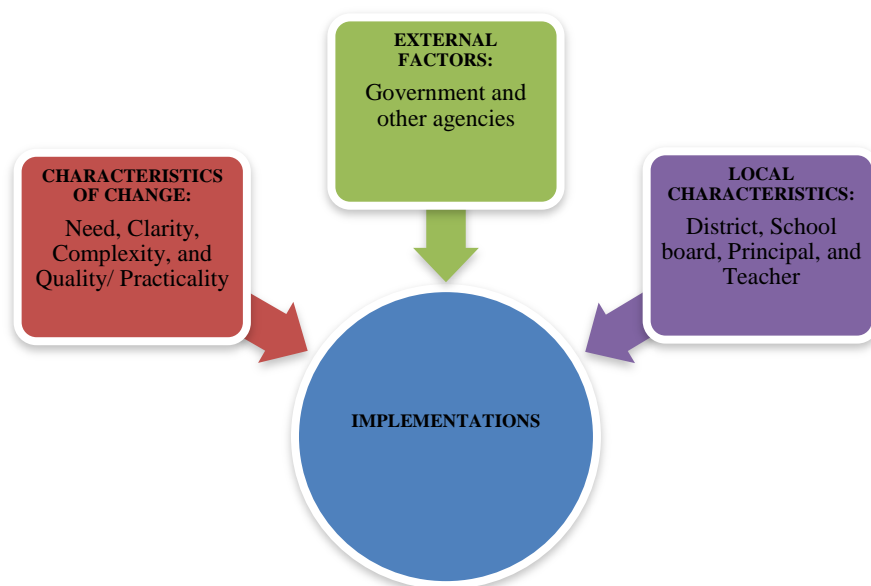 EXTERNAL
FACTORS:
Government and
other agencies
CHARACTERISTICS
OF CHANGE:
Need, Clarity,
Complexity, and
Quality/ Practicality
LOCAL
CHARACTERISTICS:
District, School
board, Principal, and
Teacher
IMPLEMENTATIONS